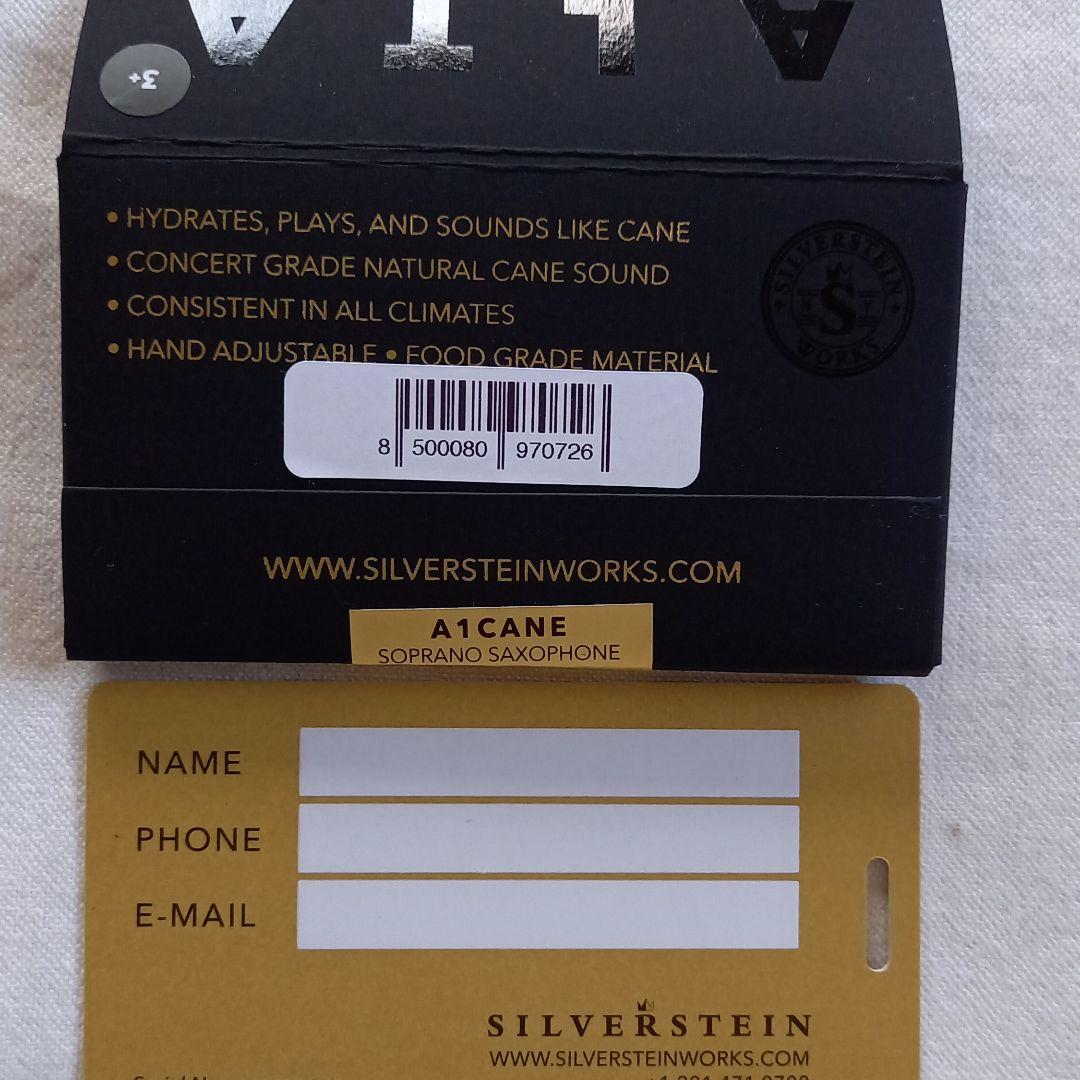 ALTA
3+
• HYDRATES, PLAYS, AND SOUNDS LIKE CANE
• CONCERT GRADE NATURAL CANE SOUND
• CONSISTENT IN ALL CLIMATES
• HAND ADJUSTABLE • FOOD GRADE MATERIAL
SILVERSTEIN
S
WORKS
8 500080 970726
WWW.SILVERSTEINWORKS.COM
A1CANE
SOPRANO SAXOPHONE
NAME
PHONE
E-MAIL
SILVERSTEIN
WWW.SILVERSTEINWORKS.COM